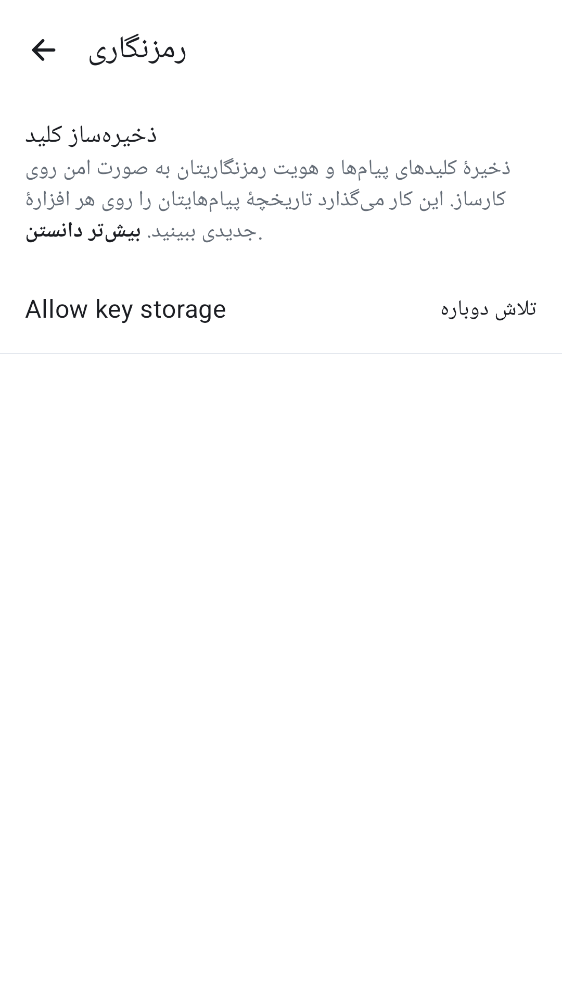 رمزنگاری
ذخیره‌ساز کلید
ذخیرهٔ کلیدهای پیام‌ها و هویت رمزنگاریتان به صورت امن روی
کارساز. این کار می‌گذارد تاریخچهٔ پیام‌هایتان را روی هر افزارهٔ
جدیدی ببینید. بیش‌تر دانستن.
Allow key storage
تلاش دوباره